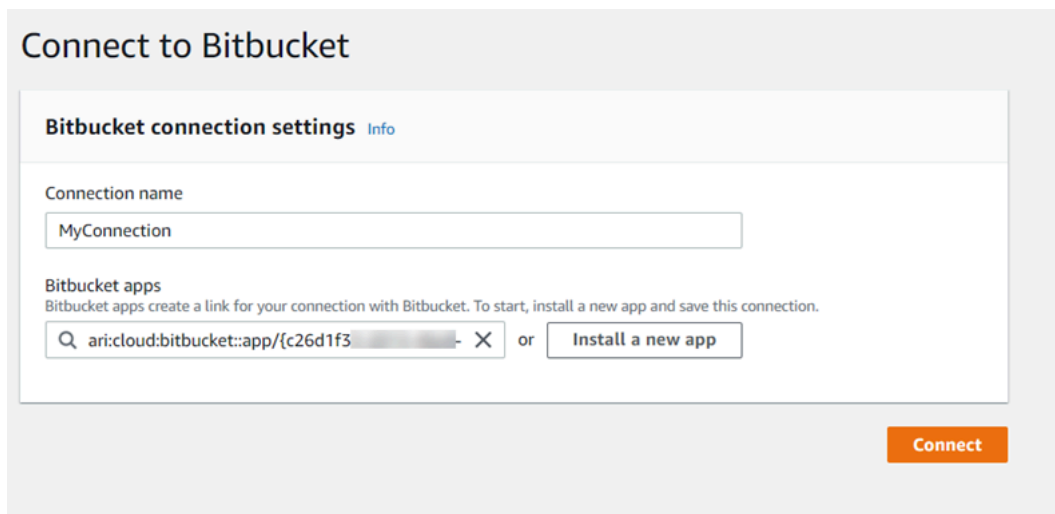 Connect to Bitbucket
Bitbucket connection settings Info
Connection name
MyConnection
Bitbucket apps
Bitbucket apps create a link for your connection with Bitbucket. To start, install a new app and save this connection.
ari:cloud:bitbucket::app/{c26d1f3 - or Install a new app
Connect